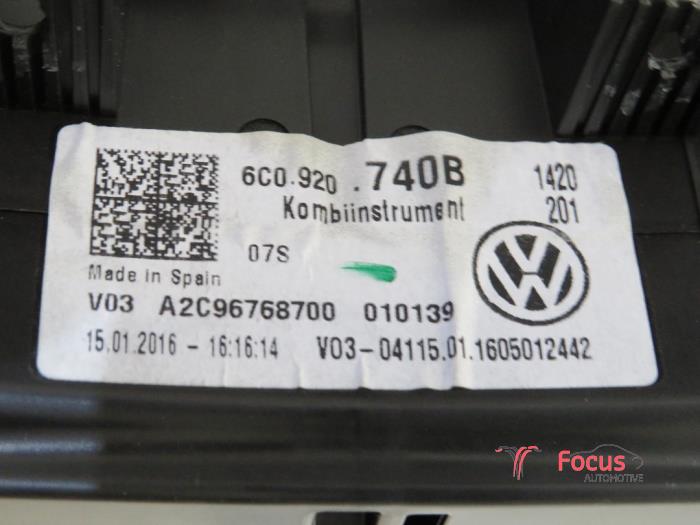 6C0.920 .740B 1420
Kombiinstrument 201
07S
Made in Spain
V03 A2C96768700 010139
15.01.2016 - 16:16:14 V03-04115.01.1605012442
Focus
AUTOMOTIVE